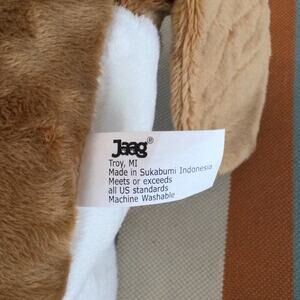 Jaag®
Troy, MI
Made in Sukabumi Indonesia
Meets or exceeds
all US standards
Machine Washable